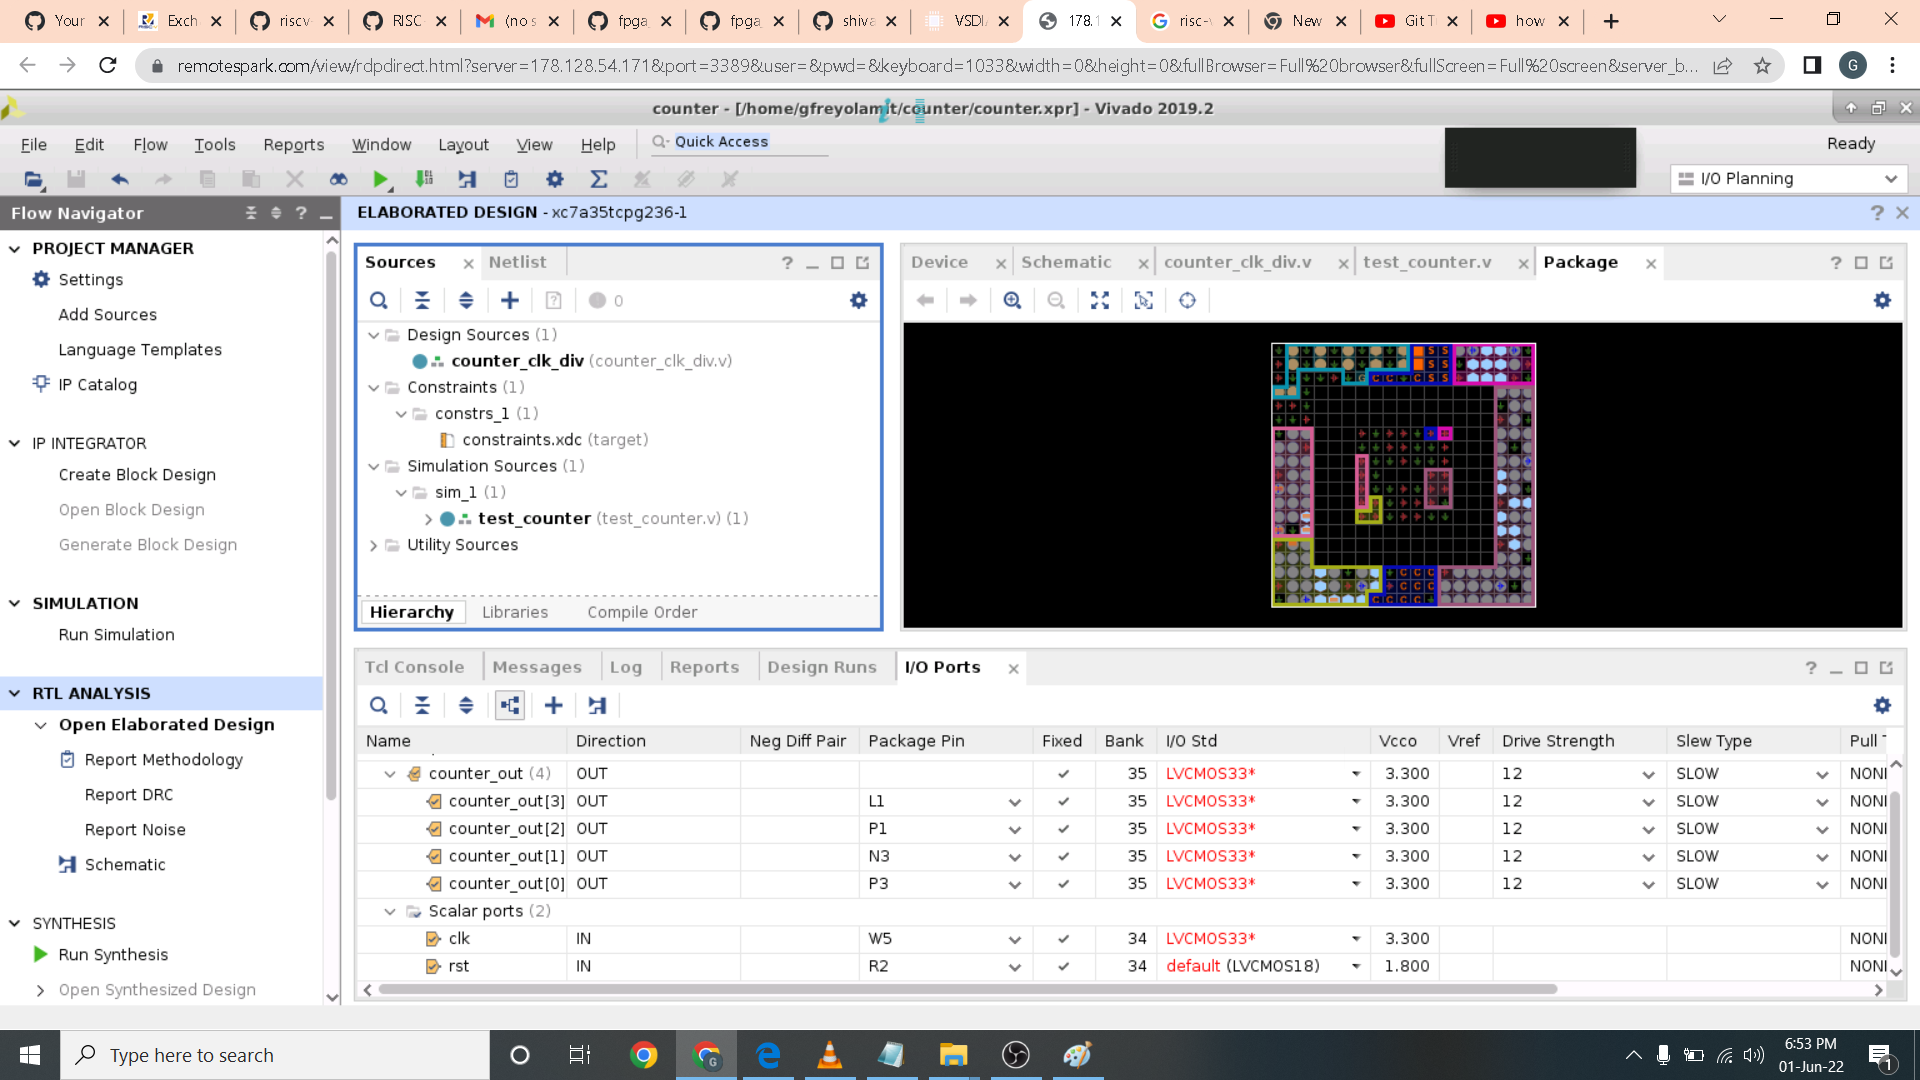 Your
Exch
riscv
RISC
(no s
fpga_
fpga_
shiva
VSDI
178.1
risc-v
New
Git T
how
remotespark.com/view/rdpdirect.html?server=178.128.54.171&port=3389&user=&pwd=&keyboard=1033&width=0&height=0&fullBrowser=Full%20browser&fullScreen=Full%20screen&server_b...
G
counter - [/home/gfreyolamit/counter/counter.xpr] - Vivado 2019.2
File Edit Flow Tools Reports Window Layout View Help Quick Access Ready
I/O Planning
Flow Navigator
ELABORATED DESIGN - xc7a35tcpg236-1
PROJECT MANAGER
Settings
Add Sources
Language Templates
IP Catalog
IP INTEGRATOR
Create Block Design
Open Block Design
Generate Block Design
SIMULATION
Run Simulation
RTL ANALYSIS
Open Elaborated Design
Report Methodology
Report DRC
Report Noise
Schematic
SYNTHESIS
Run Synthesis
Open Synthesized Design
Sources Netlist
0
Design Sources (1)
counter_clk_div (counter_clk_div.v)
Constraints (1)
constrs_1 (1)
constraints.xdc (target)
Simulation Sources (1)
sim_1 (1)
test_counter (test_counter.v) (1)
Utility Sources
Hierarchy Libraries Compile Order
Device Schematic counter_clk_div.v test_counter.v Package
Tcl Console Messages Log Reports Design Runs I/O Ports
Name Direction Neg Diff Pair Package Pin Fixed Bank I/O Std Vcco Vref Drive Strength Slew Type Pull T
counter_out (4) OUT 35 LVCMOS33* 3.300 12 SLOW NONE
counter_out[3] OUT L1 35 LVCMOS33* 3.300 12 SLOW NONE
counter_out[2] OUT P1 35 LVCMOS33* 3.300 12 SLOW NONE
counter_out[1] OUT N3 35 LVCMOS33* 3.300 12 SLOW NONE
counter_out[0] OUT P3 35 LVCMOS33* 3.300 12 SLOW NONE
Scalar ports (2)
clk IN W5 34 LVCMOS33* 3.300 NONE
rst IN R2 34 default (LVCMOS18) 1.800 NONE
Type here to search
6:53 PM
01-Jun-22
1